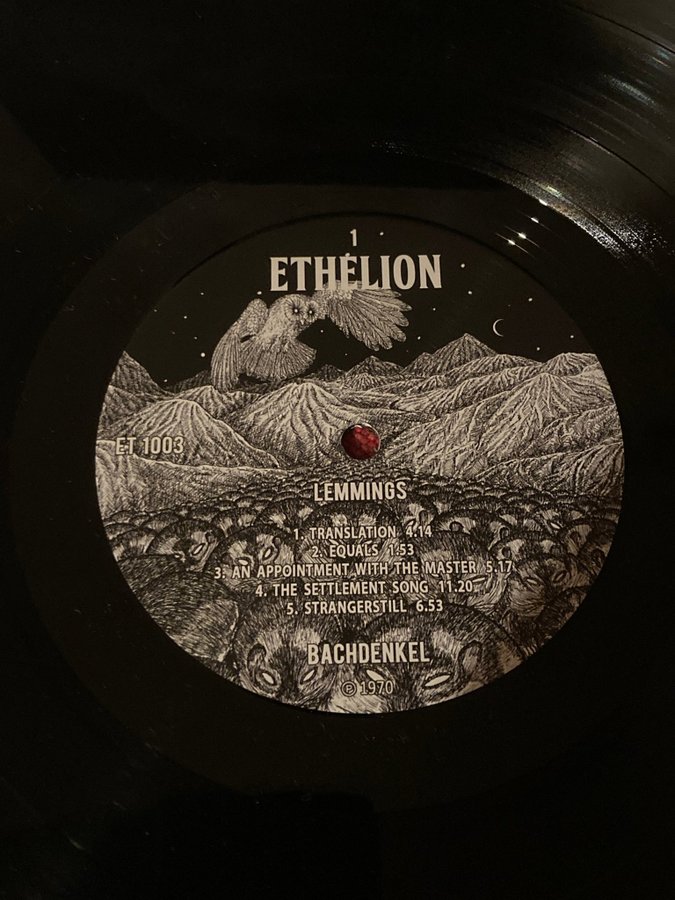 1
ETHELION
ET 1003
LEMMINGS
1. TRANSLATION 4.14
2. EQUALS 1.53
3. AN APPOINTMENT WITH THE MASTER 5.17
4. THE SETTLEMENT SONG 11.20
5. STRANGERSTILL 6.53
BACHDENKEL
℗ 1970